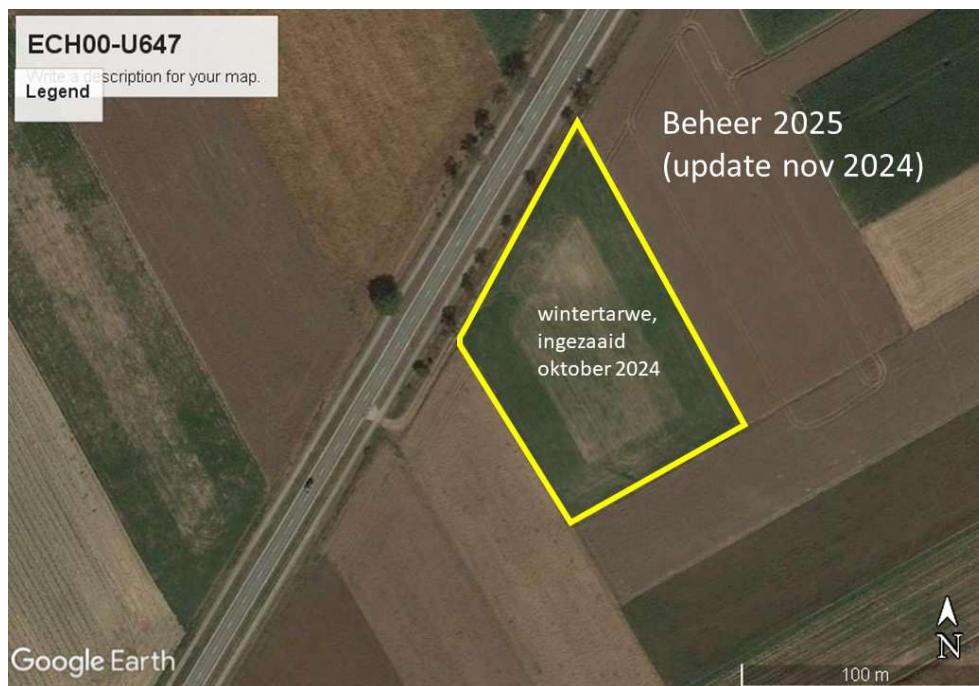 ECH00-U647
Write a description for your map.
Legend
Beheer 2025
(update nov 2024)
wintertarwe,
ingezaaid
oktober 2024
N
Google Earth
100 m